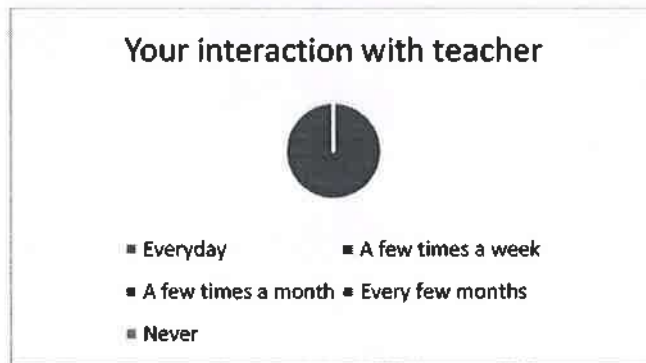 Your interaction with teacher
Everyday A few times a week
A few times a month Every few months
Never